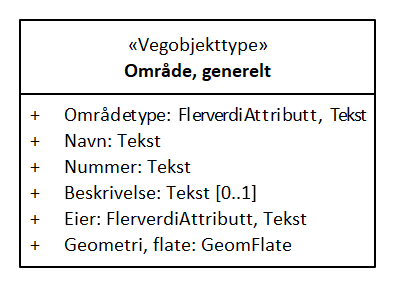 «Vegobjekttype»
Område, generelt
+ Områdetype: FlerverdiAttributt, Tekst
+ Navn: Tekst
+ Nummer: Tekst
+ Beskrivelse: Tekst [0..1]
+ Eier: FlerverdiAttributt, Tekst
+ Geometri, flate: GeomFlate